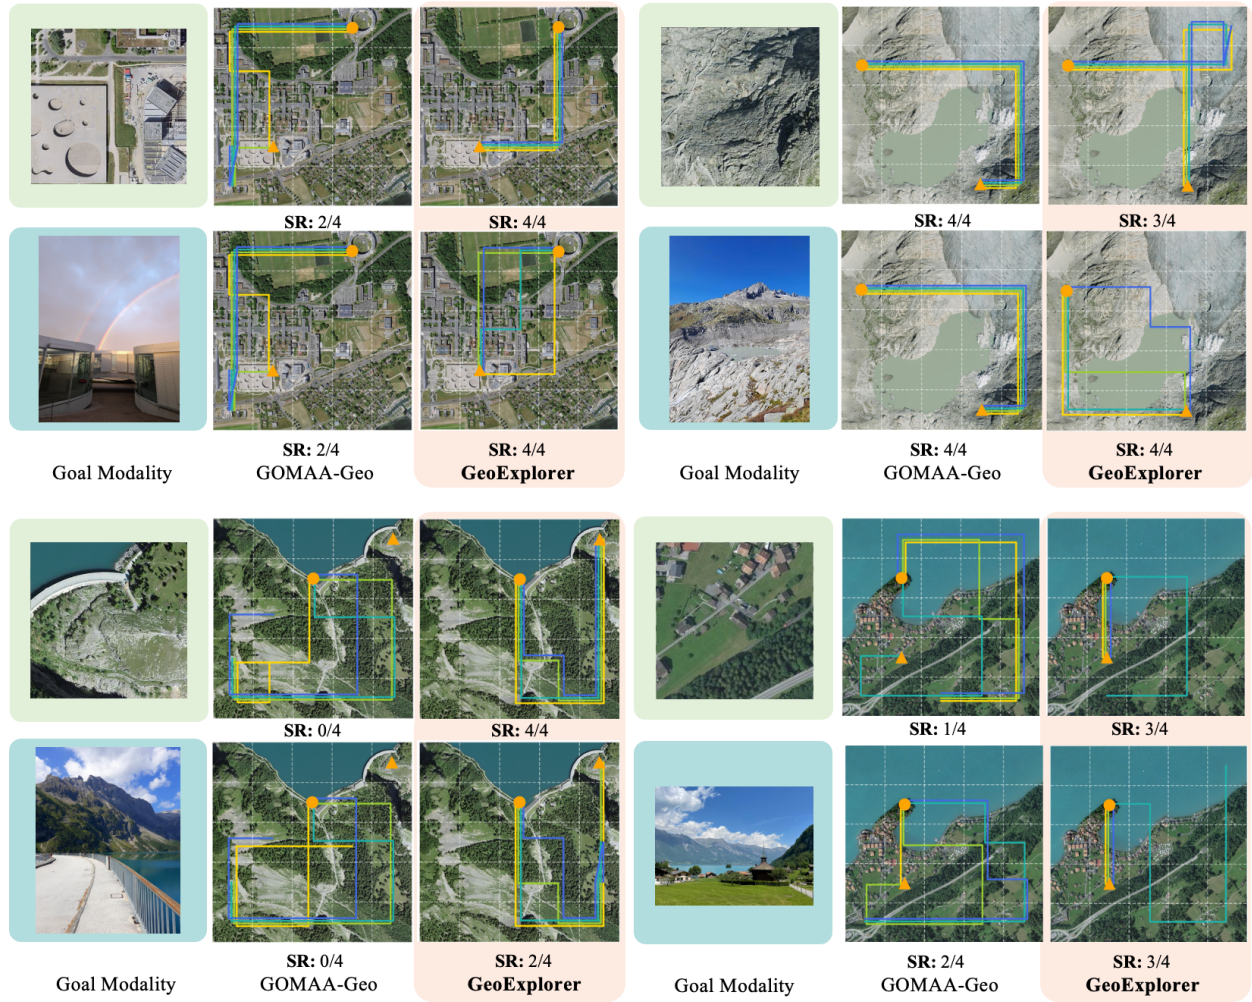 SR: 2/4
SR: 4/4
SR: 4/4
SR: 3/4
SR: 2/4
SR: 4/4
SR: 4/4
SR: 4/4
Goal Modality
GOMAA-Geo
GeoExplorer
Goal Modality
GOMAA-Geo
GeoExplorer
SR: 0/4
SR: 4/4
SR: 1/4
SR: 3/4
SR: 0/4
SR: 2/4
SR: 2/4
SR: 3/4
Goal Modality
GOMAA-Geo
GeoExplorer
Goal Modality
GOMAA-Geo
GeoExplorer